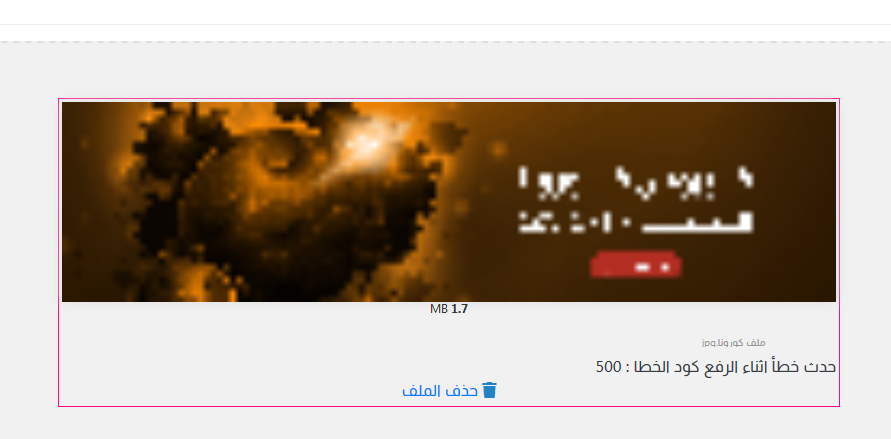 1.7 MB
ملف كورونا.jpg
حدث خطأ اثناء الرفع كود الخطا : 500
حذف الملف